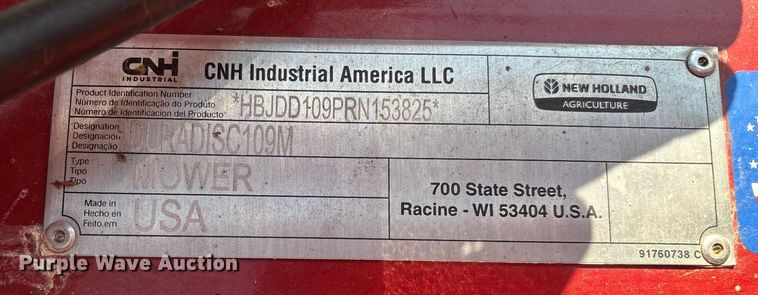 CNH
INDUSTRIAL
CNH Industrial America LLC
NEW HOLLAND
AGRICULTURE
Product Identification Number
Número de Identificação do Produto
Número de Identificacion del Producto
*HBJDD109PRN153825*
Designation
Designación
Designação
DURADISC109M
Type
Tipo
Tipo
MOWER
Made in
Hecho en
Feito.em
USA
700 State Street,
Racine - WI 53404 U.S.A.
91760738 C
Purple Wave Auction